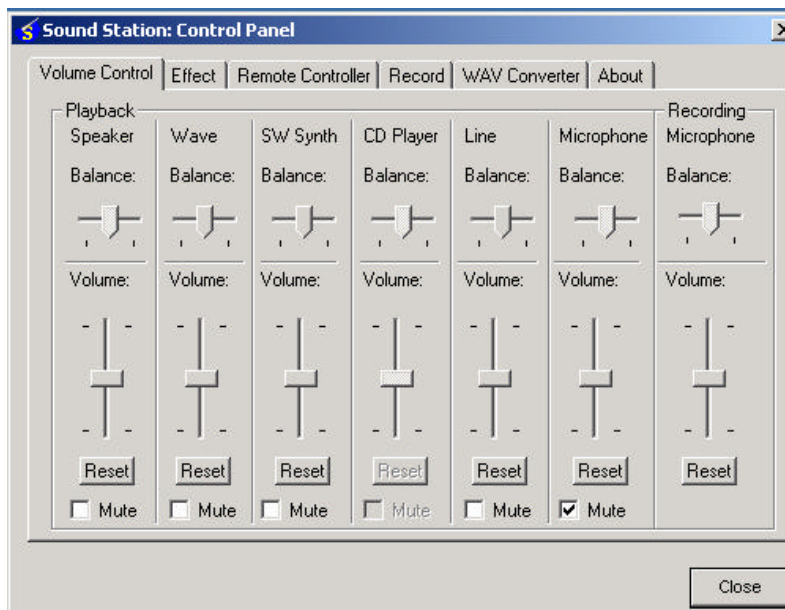 Sound Station: Control Panel
Volume Control Effect Remote Controller Record WAV Converter About
Playback Recording
Speaker Wave SW Synth CD Player Line Microphone Microphone
Balance: Balance: Balance: Balance: Balance: Balance: Balance:
Volume: Volume: Volume: Volume: Volume: Volume: Volume:
Reset Reset Reset Reset Reset Reset Reset
Mute Mute Mute Mute Mute Mute
Close